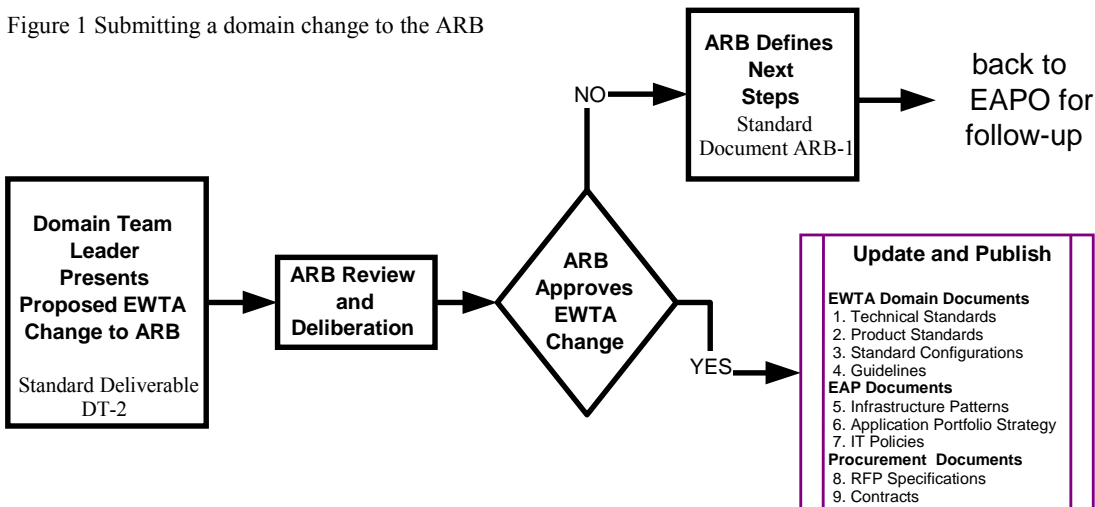 Figure 1 Submitting a domain change to the ARB
Domain Team
Leader
Presents
Proposed EWTA
Change to ARB
Standard Deliverable
DT-2
ARB Review
and
Deliberation
ARB
Approves
EWTA
Change
NO
ARB Defines
Next
Steps
Standard
Document ARB-1
back to
EAPO for
follow-up
YES
Update and Publish
EWTA Domain Documents
1. Technical Standards
2. Product Standards
3. Standard Configurations
4. Guidelines
EAP Documents
5. Infrastructure Patterns
6. Application Portfolio Strategy
7. IT Policies
Procurement Documents
8. RFP Specifications
9. Contracts